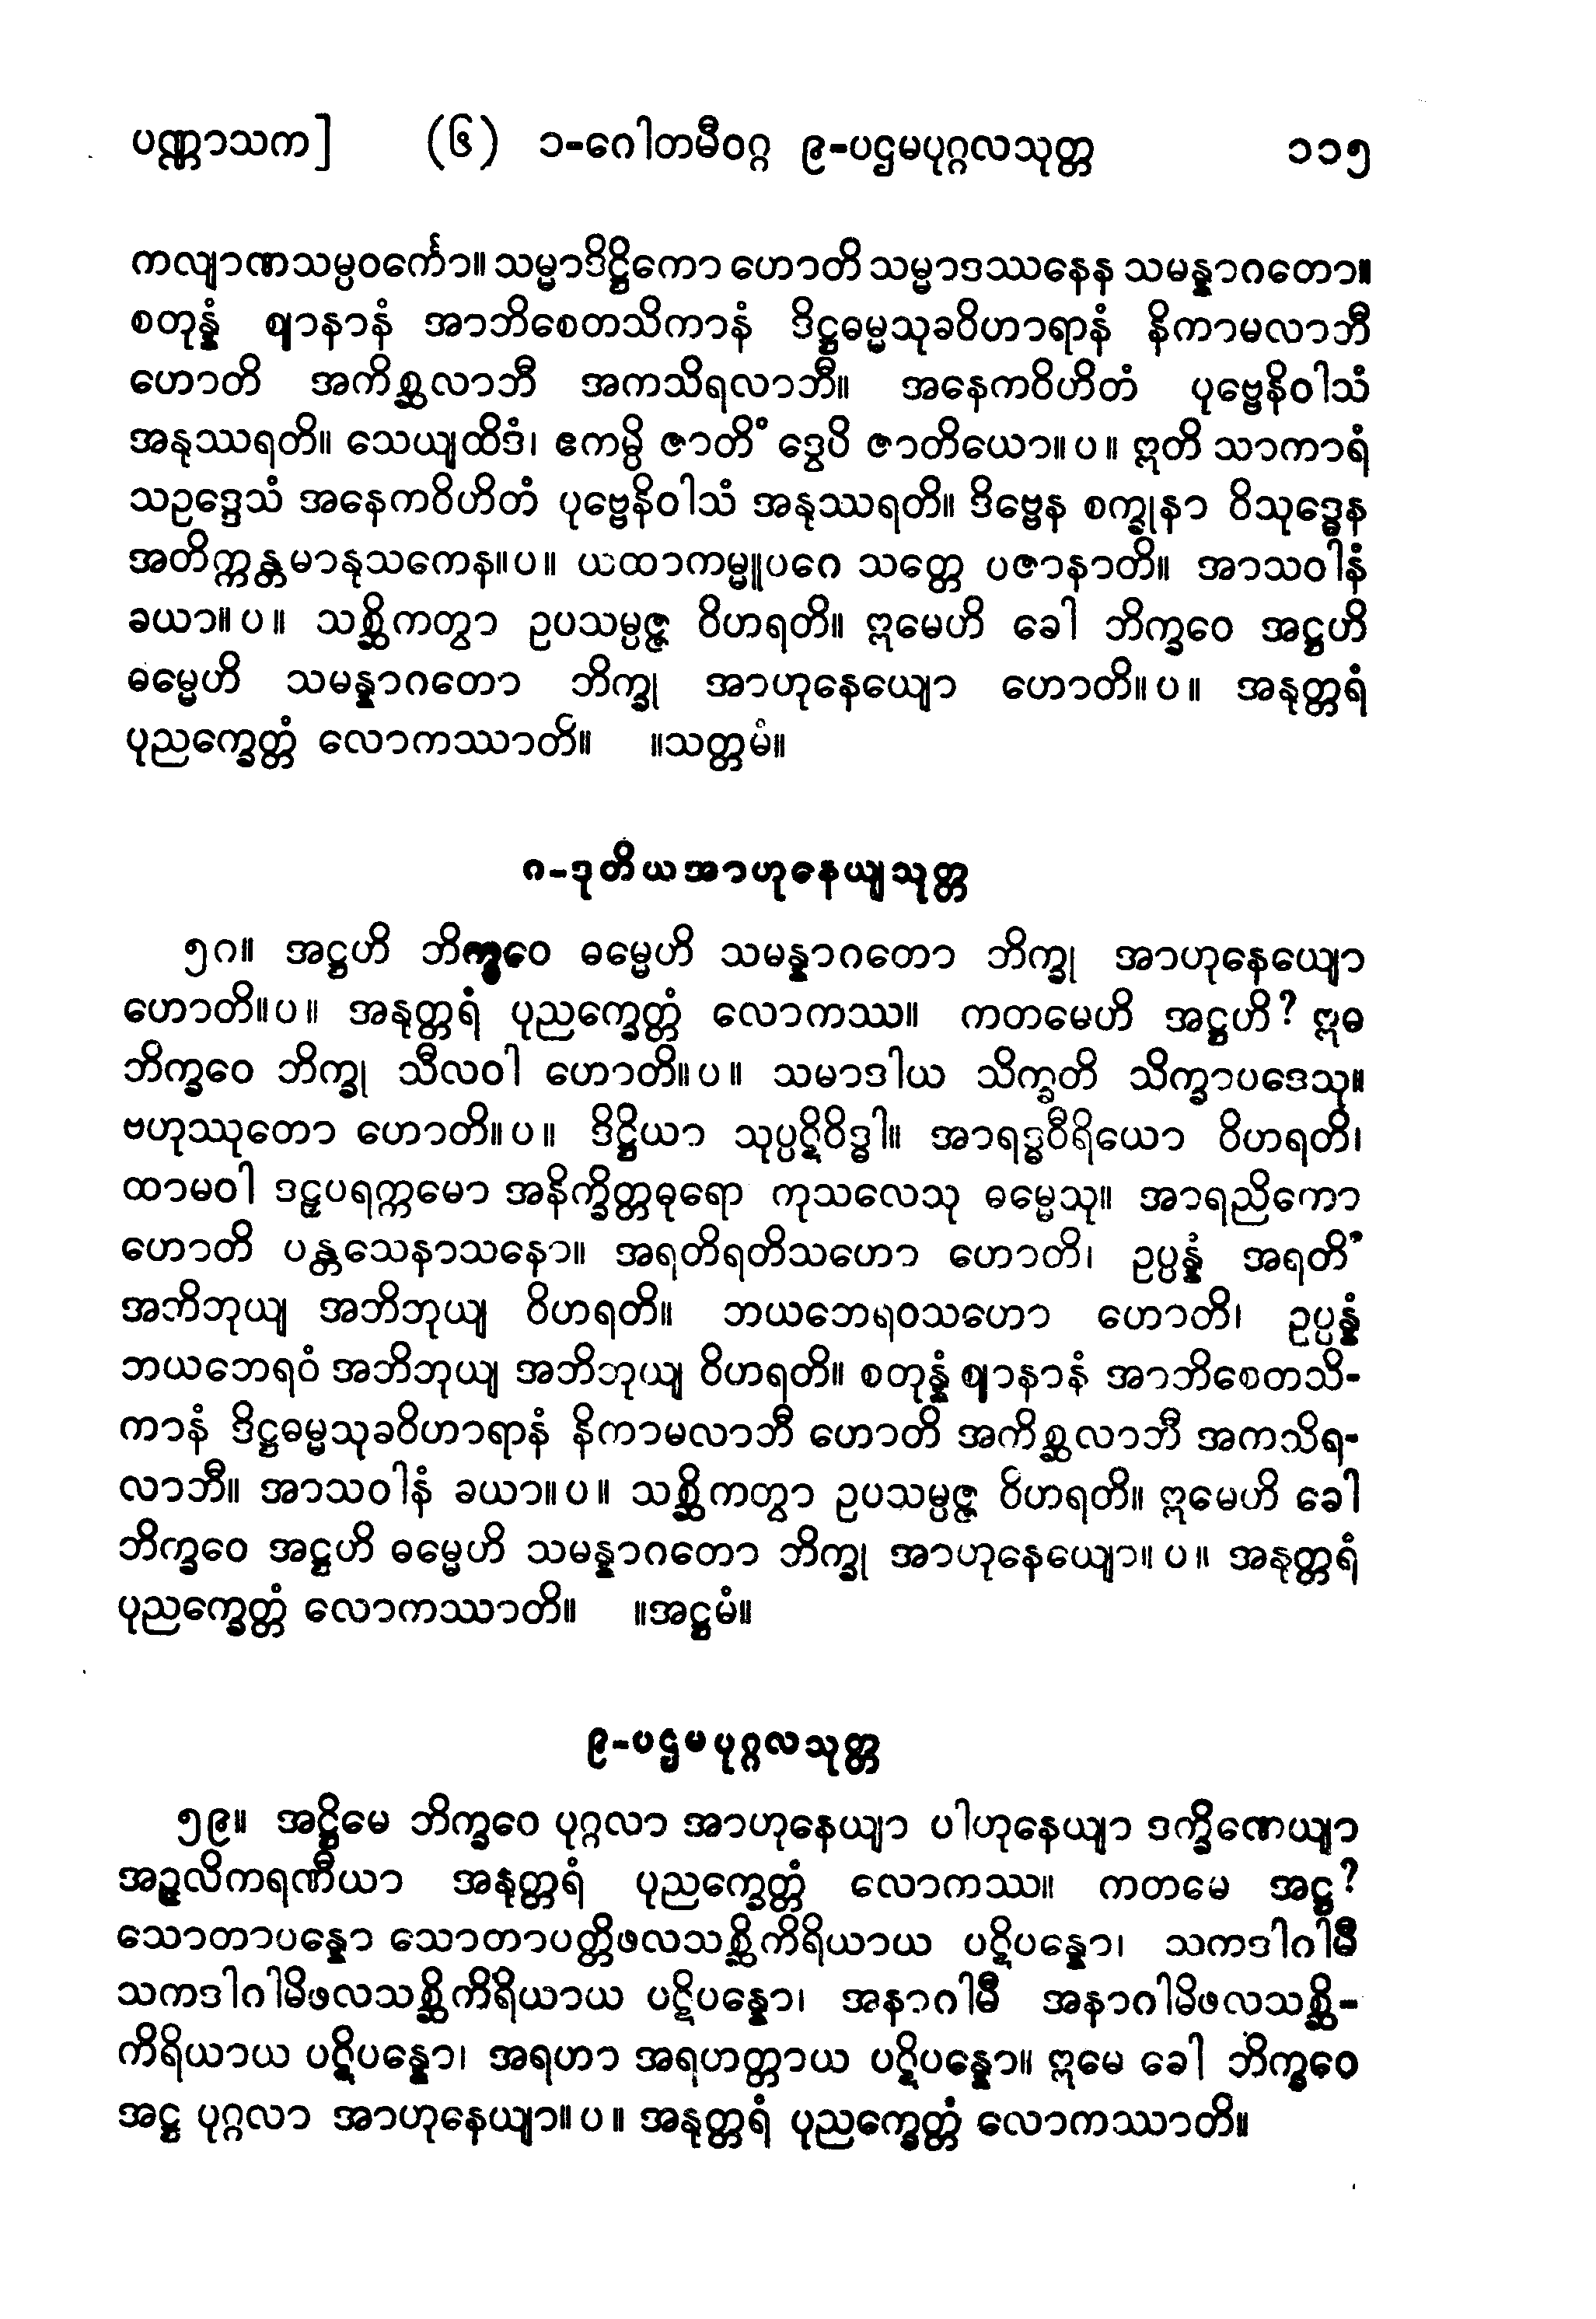 ပဏ္ဏာသက] (၆) ၁-ဂေါတမီဝဂ္ဂ ၉-ပဌမပုဂ္ဂလသုတ္တ ၁၁၅
ကလျာဏသမ္ပဝင်္ကော။ သမ္မာဒိဋ္ဌိကော ဟောတိ သမ္မာဒဿနေန သမန္နာဂတော။
စတုန္နံ ဈာနာနံ အာဘိစေတသိကာနံ ဒိဋ္ဌဓမ္မသုခဝိဟာရာနံ နိကာမလာဘီ
ဟောတိ အကိစ္ဆလာဘီ အကသိရလာဘီ။ အနေကဝိဟိတံ ပုဗ္ဗေနိဝါသံ
အနုဿရတိ။ သေယျထိဒံ၊ ဧကမ္ပိ ဇာတိံ ဒွေပိ ဇာတိယော။ပ။ ဣတိ သာကာရံ
သဥဒ္ဒေသံ အနေကဝိဟိတံ ပုဗ္ဗေနိဝါသံ အနုဿရတိ။ ဒိဗ္ဗေန စက္ခုနာ ဝိသုဒ္ဓေန
အတိက္ကန္တမာနုသကေန။ပ။ ယထာကမ္မူပဂေ သတ္တေ ပဇာနာတိ။ အာသဝါနံ
ခယာ။ပ။ သစ္ဆိကတွာ ဥပသမ္ပဇ္ဇ ဝိဟရတိ။ ဣမေဟိ ခေါ ဘိက္ခဝေ အဋ္ဌဟိ
ဓမ္မေဟိ သမန္နာဂတော ဘိက္ခု အာဟုနေယျော ဟောတိ။ပ။ အနုတ္တရံ
ပုညက္ခေတ္တံ လောကဿာတိ။ ။သတ္တမံ။
၈-ဒုတိယအာဟုနေယျသုတ္တ
၅၈။ အဋ္ဌဟိ ဘိက္ခဝေ ဓမ္မေဟိ သမန္နာဂတော ဘိက္ခု အာဟုနေယျော
ဟောတိ။ပ။ အနုတ္တရံ ပုညက္ခေတ္တံ လောကဿ။ ကတမေဟိ အဋ္ဌဟိ? ဣဓ
ဘိက္ခဝေ ဘိက္ခု သီလဝါ ဟောတိ။ပ။ သမာဒါယ သိက္ခတိ သိက္ခာပဒေသု။
ဗဟုဿုတော ဟောတိ။ပ။ ဒိဋ္ဌိယာ သုပ္ပဋိဝိဒ္ဓါ။ အာရဒ္ဓဝီရိယော ဝိဟရတိ၊
ထာမဝါ ဒဠှပရက္ကမော အနိက္ခိတ္တဓုရော ကုသလေသု ဓမ္မေသု။ အာရညိကော
ဟောတိ ပန္တသေနာသနော။ အရတိရတိသဟော ဟောတိ၊ ဥပ္ပန္နံ အရတိံ
အဘိဘုယျ အဘိဘုယျ ဝိဟရတိ။ ဘယဘေရဝသဟော ဟောတိ၊ ဥပ္ပန္နံ
ဘယဘေရဝံ အဘိဘုယျ အဘိဘုယျ ဝိဟရတိ။ စတုန္နံ ဈာနာနံ အာဘိစေတသိ-
ကာနံ ဒိဋ္ဌဓမ္မသုခဝိဟာရာနံ နိကာမလာဘီ ဟောတိ အကိစ္ဆလာဘီ အကသိရ-
လာဘီ။ အာသဝါနံ ခယာ။ပ။ သစ္ဆိကတွာ ဥပသမ္ပဇ္ဇ ဝိဟရတိ။ ဣမေဟိ ခေါ
ဘိက္ခဝေ အဋ္ဌဟိ ဓမ္မေဟိ သမန္နာဂတော ဘိက္ခု အာဟုနေယျော။ပ။ အနုတ္တရံ
ပုညက္ခေတ္တံ လောကဿာတိ။ ။အဋ္ဌမံ။
၉-ပဌမပုဂ္ဂလသုတ္တ
၅၉။ အဋ္ဌိမေ ဘိက္ခဝေ ပုဂ္ဂလာ အာဟုနေယျာ ပါဟုနေယျာ ဒက္ခိဏေယျာ
အဉ္ဇလိကရဏီယာ အနုတ္တရံ ပုညက္ခေတ္တံ လောကဿ။ ကတမေ အဋ္ဌ?
သောတာပန္နော သောတာပတ္တိဖလသစ္ဆိကိရိယာယ ပဋိပန္နော၊ သကဒါဂါမီ
သကဒါဂါမိဖလသစ္ဆိကိရိယာယ ပဋိပန္နော၊ အနာဂါမီ အနာဂါမိဖလသစ္ဆိ-
ကိရိယာယ ပဋိပန္နော၊ အရဟာ အရဟတ္တာယ ပဋိပန္နော။ ဣမေ ခေါ ဘိက္ခဝေ
အဋ္ဌ ပုဂ္ဂလာ အာဟုနေယျာ။ပ။ အနုတ္တရံ ပုညက္ခေတ္တံ လောကဿာတိ။